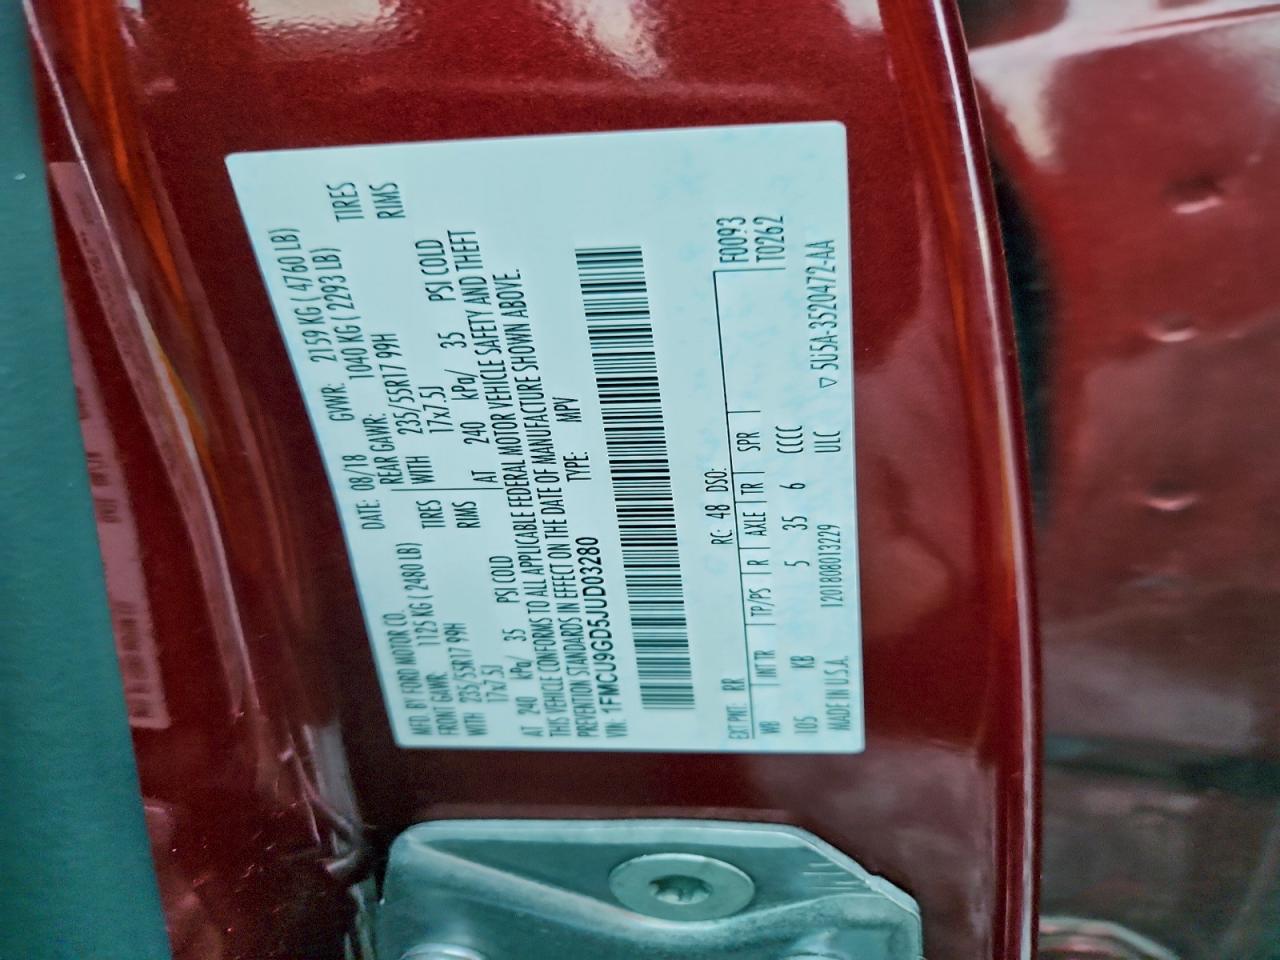 MFD. BY FORD MOTOR CO. DATE: 08/18 GVWR: 2159 KG ( 4760 LB)
FRONT GAWR: 1125 KG ( 2480 LB) REAR GAWR: 1040 KG ( 2293 LB)
WITH 235/55R17 99H TIRES WITH 235/55R17 99H TIRES
17x7.5J RIMS 17x7.5J RIMS
AT 240 kPa/ 35 PSI COLD AT 240 kPa/ 35 PSI COLD
THIS VEHICLE CONFORMS TO ALL APPLICABLE FEDERAL MOTOR VEHICLE SAFETY AND THEFT
PREVENTION STANDARDS IN EFFECT ON THE DATE OF MANUFACTURE SHOWN ABOVE.
VIN: 1FMCU9GD5JUD03280 TYPE: MPV
EXT PNT: RR RC: 48 DSO: F0093
WB INT TR TP/PS R AXLE TR SPR T0262
105 KB 5 35 6 CCCC
MADE IN U.S.A. 1201808013229 ULC ▽ 5U5A-3520472-AA